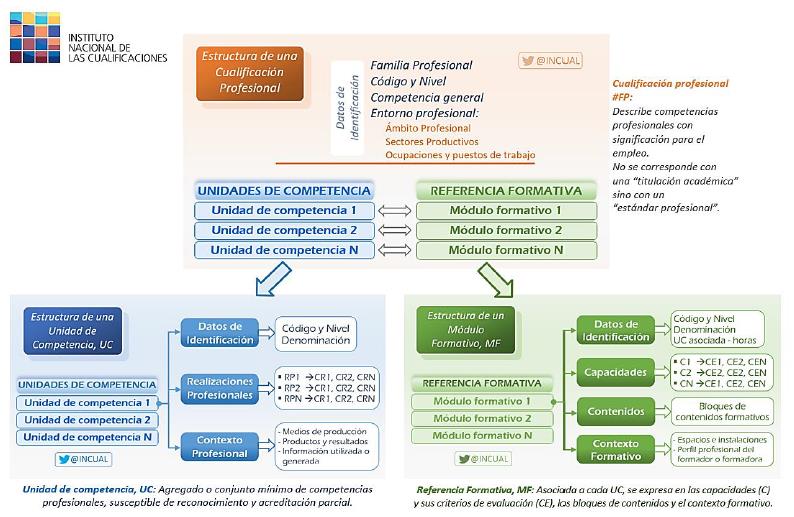 INSTITUTO
NACIONAL DE
LAS CUALIFICACIONES
Estructura de una
Cualificación
Profesional
Datos de
Identificación
Familia Profesional
Código y Nivel
Competencia general
Entorno profesional:
Ámbito Profesional
Sectores Productivos
Ocupaciones y puestos de trabajo
@INCUAL
Cualificación profesional
#FP:
Describe competencias
profesionales con
significación para el
empleo.
No se corresponde con
una "titulación académica"
sino con un
"estándar profesional".
UNIDADES DE COMPETENCIA
Unidad de competencia 1
Unidad de competencia 2
Unidad de competencia N
REFERENCIA FORMATIVA
Módulo formativo 1
Módulo formativo 2
Módulo formativo N
Estructura de una
Unidad de
Competencia, UC
UNIDADES DE COMPETENCIA
Unidad de competencia 1
Unidad de competencia 2
Unidad de competencia N
@INCUAL
Datos de
Identificación
Código y Nivel
Denominación
Realizaciones
Profesionales
• RP1 →CR1, CR2, CRN
• RP2 →CR1, CR2, CRN
• RPN→CR1, CR2, CRN
Contexto
Profesional
- Medios de producción
- Productos y resultados
- Información utilizada o
generada
Unidad de competencia, UC: Agregado o conjunto mínimo de competencias
profesionales, susceptible de reconocimiento y acreditación parcial.
Estructura de un
Módulo
Formativo, MF
REFERENCIA FORMATIVA
Módulo formativo 1
Módulo formativo 2
Módulo formativo N
@INCUAL
Datos de
Identificación
Código y Nivel
Denominación
UC asociada - horas
Capacidades
• C1 →CE1, CE2, CEN
• C2 →CE1, CE2, CEN
• CN →CE1, CE2, CEN
Contenidos
Bloques de
contenidos formativos
Contexto
Formativo
- Espacios e instalaciones
- Perfil profesional del
formador o formadora
Referencia Formativa, MF: Asociada a cada UC, se expresa en las capacidades (C)
y sus criterios de evaluación (CE), los bloques de contenidos y el contexto formativo.